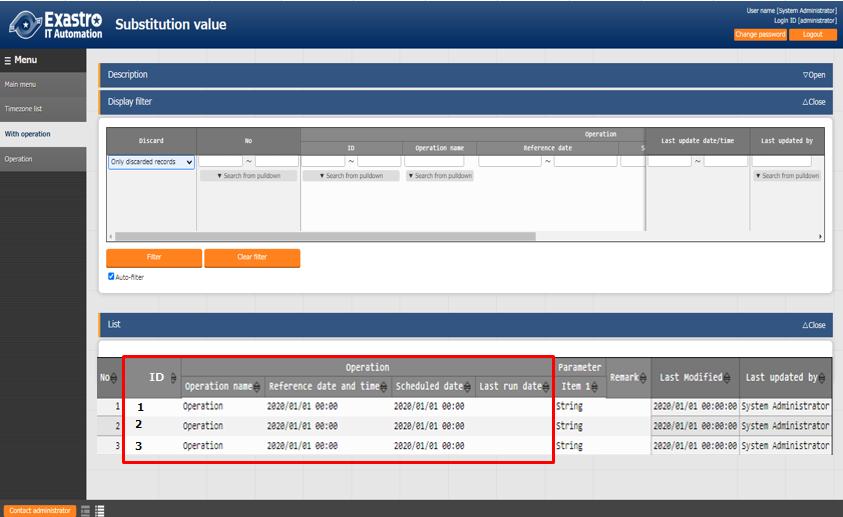 Exastro
IT Automation
Substitution value
User name [System Administrator]
Login ID [administrator]
Change password
Logout
Menu
Main menu
Timezone list
With operation
Operation
Description
▽Open
Display filter
△Close
Discard
No
Operation
Last update date/time
Last updated by
ID
Operation name
Reference date
S
Only discarded records
~
~
~
~
▼ Search from pulldown
▼ Search from pulldown
▼ Search from pulldown
▼ Search from pulldown
Filter
Clear filter
Auto-filter
List
△Close
No
ID
Operation
Parameter
Remark
Last Modified
Last updated by
Operation name
Reference date and time
Scheduled date
Last run date
Item 1
1 1 Operation 2020/01/01 00:00 2020/01/01 00:00 String 2020/01/01 00:00:00 System Administrator
2 2 Operation 2020/01/01 00:00 2020/01/01 00:00 String 2020/01/01 00:00:00 System Administrator
3 3 Operation 2020/01/01 00:00 2020/01/01 00:00 String 2020/01/01 00:00:00 System Administrator
Contact administrator